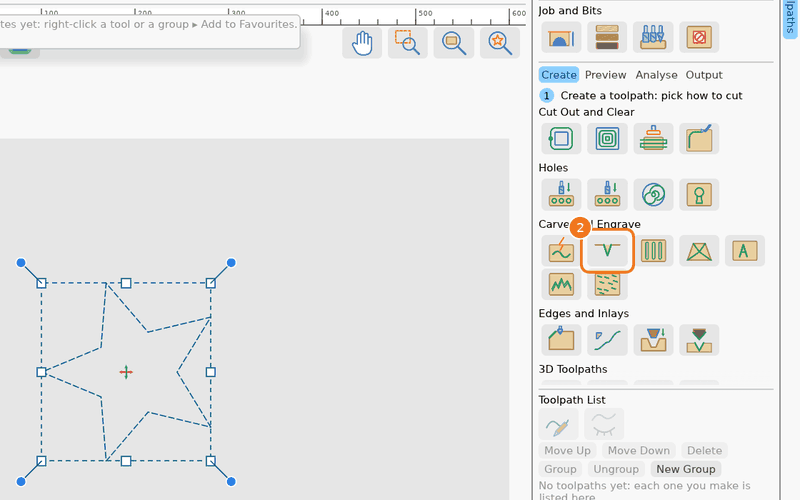 Job and Bits
100 200 300 400 500 600
tes yet: right-click a tool or a group ▸ Add to Favourites.
Create Preview Analyse Output
1 Create a toolpath: pick how to cut
Cut Out and Clear
Holes
2
Engrave
A
Edges and Inlays
3D Toolpaths
Toolpath List
Move Up Move Down Delete
Group Ungroup New Group
No toolpaths yet: each one you make is
listed here.